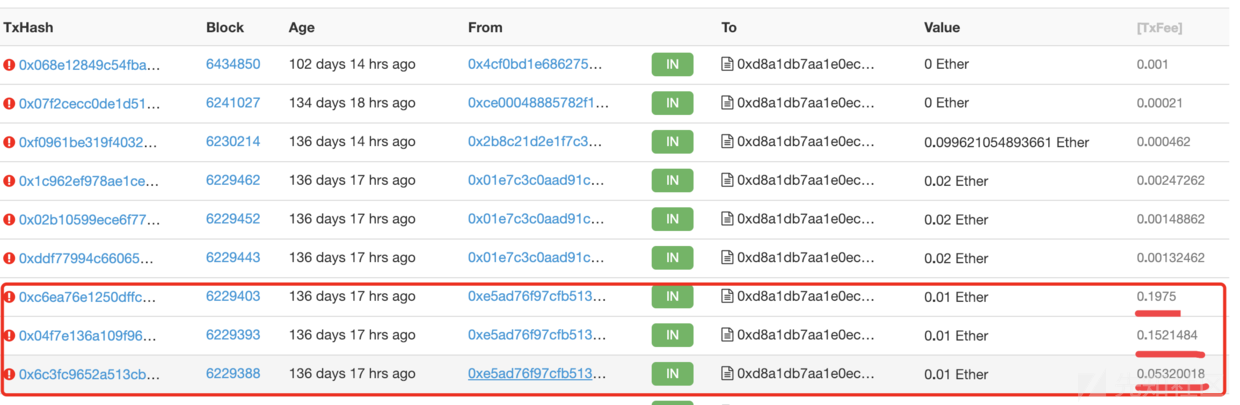 TxHash Block Age From To Value [TxFee]
0x068e12849c54fba... 6434850 102 days 14 hrs ago 0x4cf0bd1e686275... IN 0xd8a1db7aa1e0ec... 0 Ether 0.001
0x07f2cecc0de1d51... 6241027 134 days 18 hrs ago 0xce00048885782f1... IN 0xd8a1db7aa1e0ec... 0 Ether 0.00021
0xf0961be319f4032... 6230214 136 days 14 hrs ago 0x2b8c21d2e1f7c3... IN 0xd8a1db7aa1e0ec... 0.099621054893661 Ether 0.000462
0x1c962ef978ae1ce... 6229462 136 days 17 hrs ago 0x01e7c3c0aad91c... IN 0xd8a1db7aa1e0ec... 0.02 Ether 0.00247262
0x02b10599ece6f77... 6229452 136 days 17 hrs ago 0x01e7c3c0aad91c... IN 0xd8a1db7aa1e0ec... 0.02 Ether 0.00148862
0xddf77994c66065... 6229443 136 days 17 hrs ago 0x01e7c3c0aad91c... IN 0xd8a1db7aa1e0ec... 0.02 Ether 0.00132462
0xc6ea76e1250dffc... 6229403 136 days 17 hrs ago 0xe5ad76f97cfb513... IN 0xd8a1db7aa1e0ec... 0.01 Ether 0.1975
0x04f7e136a109f96... 6229393 136 days 17 hrs ago 0xe5ad76f97cfb513... IN 0xd8a1db7aa1e0ec... 0.01 Ether 0.1521484
0x6c3fc9652a513cb... 6229388 136 days 17 hrs ago 0xe5ad76f97cfb513... IN 0xd8a1db7aa1e0ec... 0.01 Ether 0.05320018